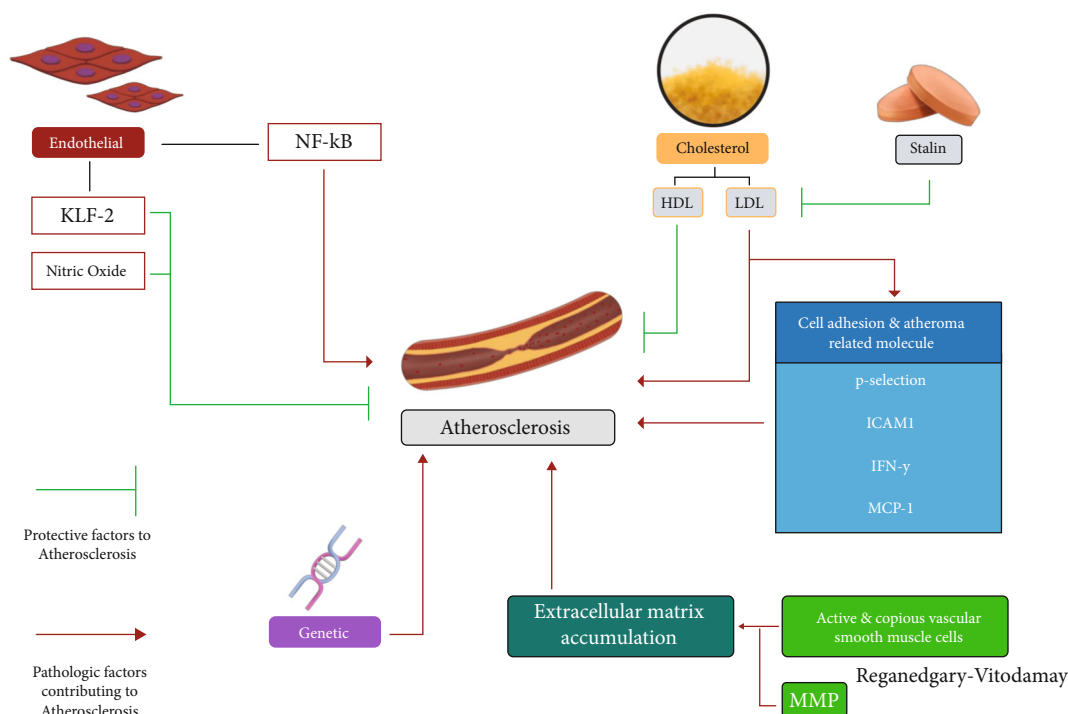 Endothelial
NF-kB
KLF-2
Nitric Oxide
Cholesterol
HDL
LDL
Stalin
Cell adhesion & atheroma
related molecule
p-selection
ICAM1
IFN-y
MCP-1
Atherosclerosis
Protective factors to
Atherosclerosis
Genetic
Extracellular matrix
accumulation
Active & copious vascular
smooth muscle cells
Reganedgary-Vitodamay
MMP
Pathologic factors
contributing to
Atherosclerosis